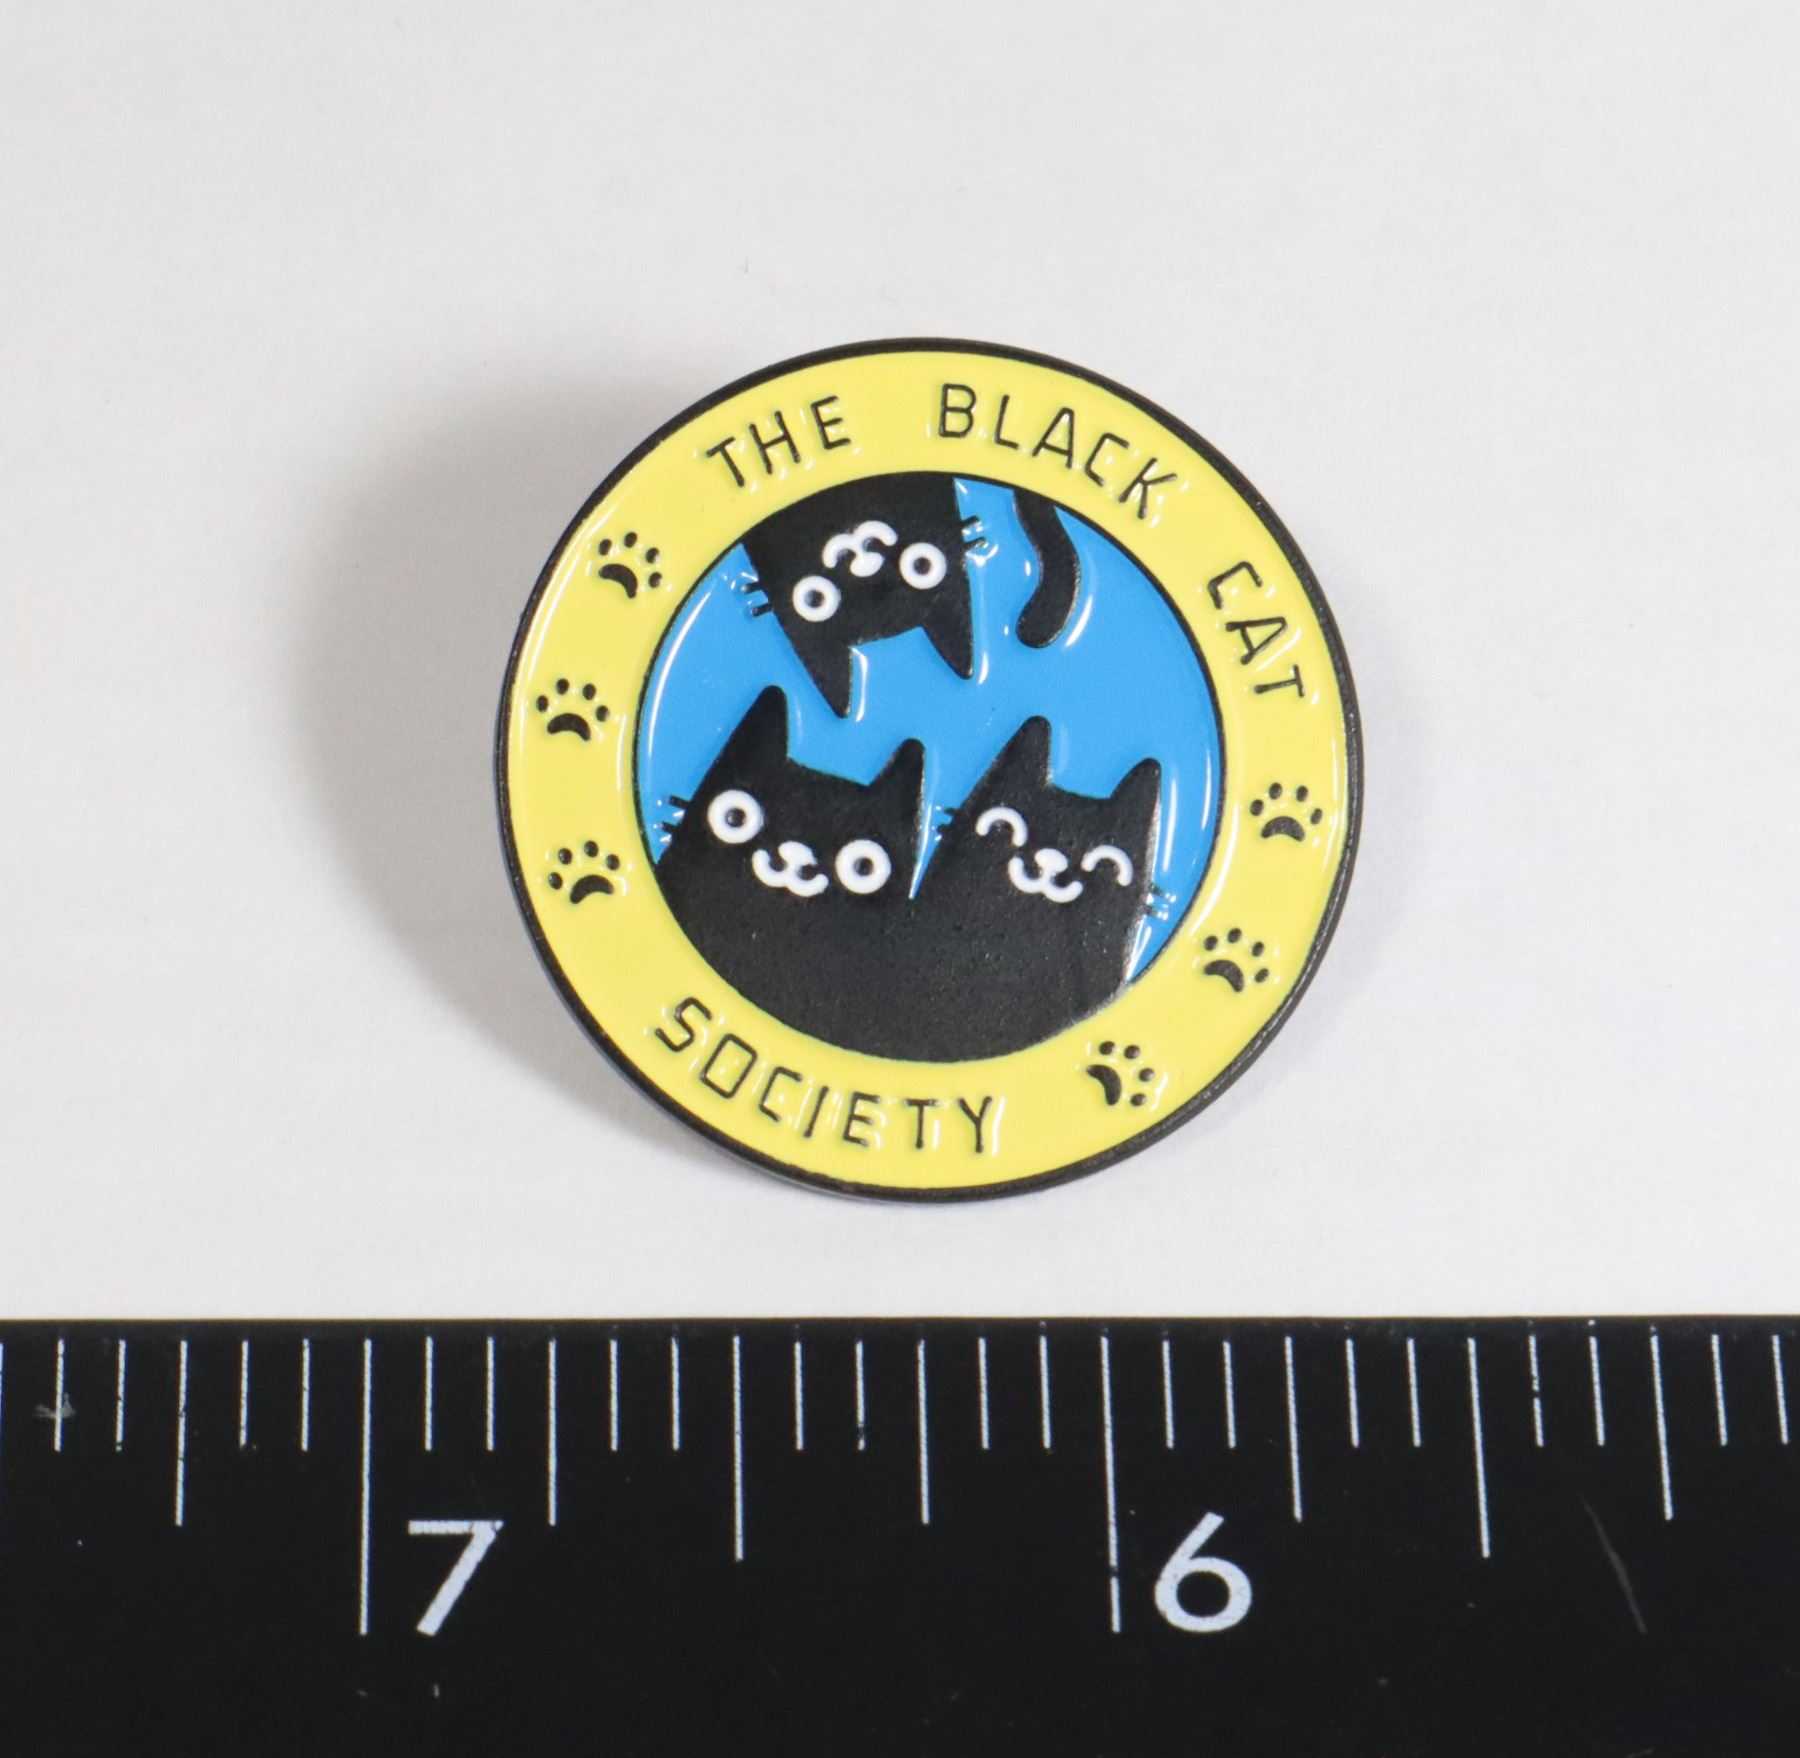 THE BLACK CAT
SOCIETY
7 6